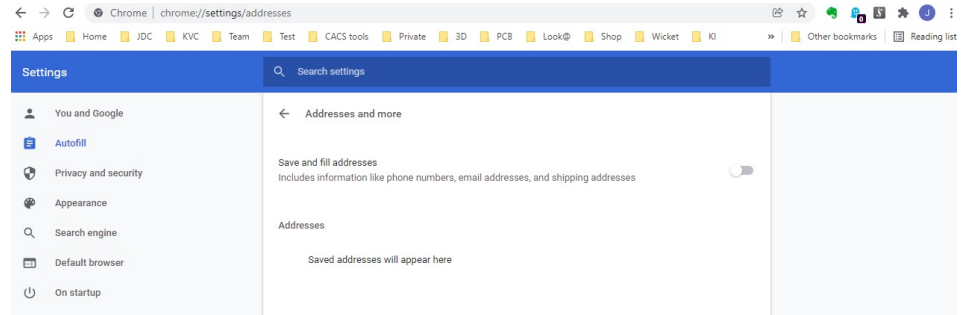 Chrome | chrome://settings/addresses
Apps Home JDC KVC Team Test CACS tools Private 3D PCB Look@ Shop Wicket KI » Other bookmarks Reading list
Settings
Search settings
You and Google
Autofill
Privacy and security
Appearance
Search engine
Default browser
On startup
Addresses and more
Save and fill addresses
Includes information like phone numbers, email addresses, and shipping addresses
Addresses
Saved addresses will appear here
0
S
J